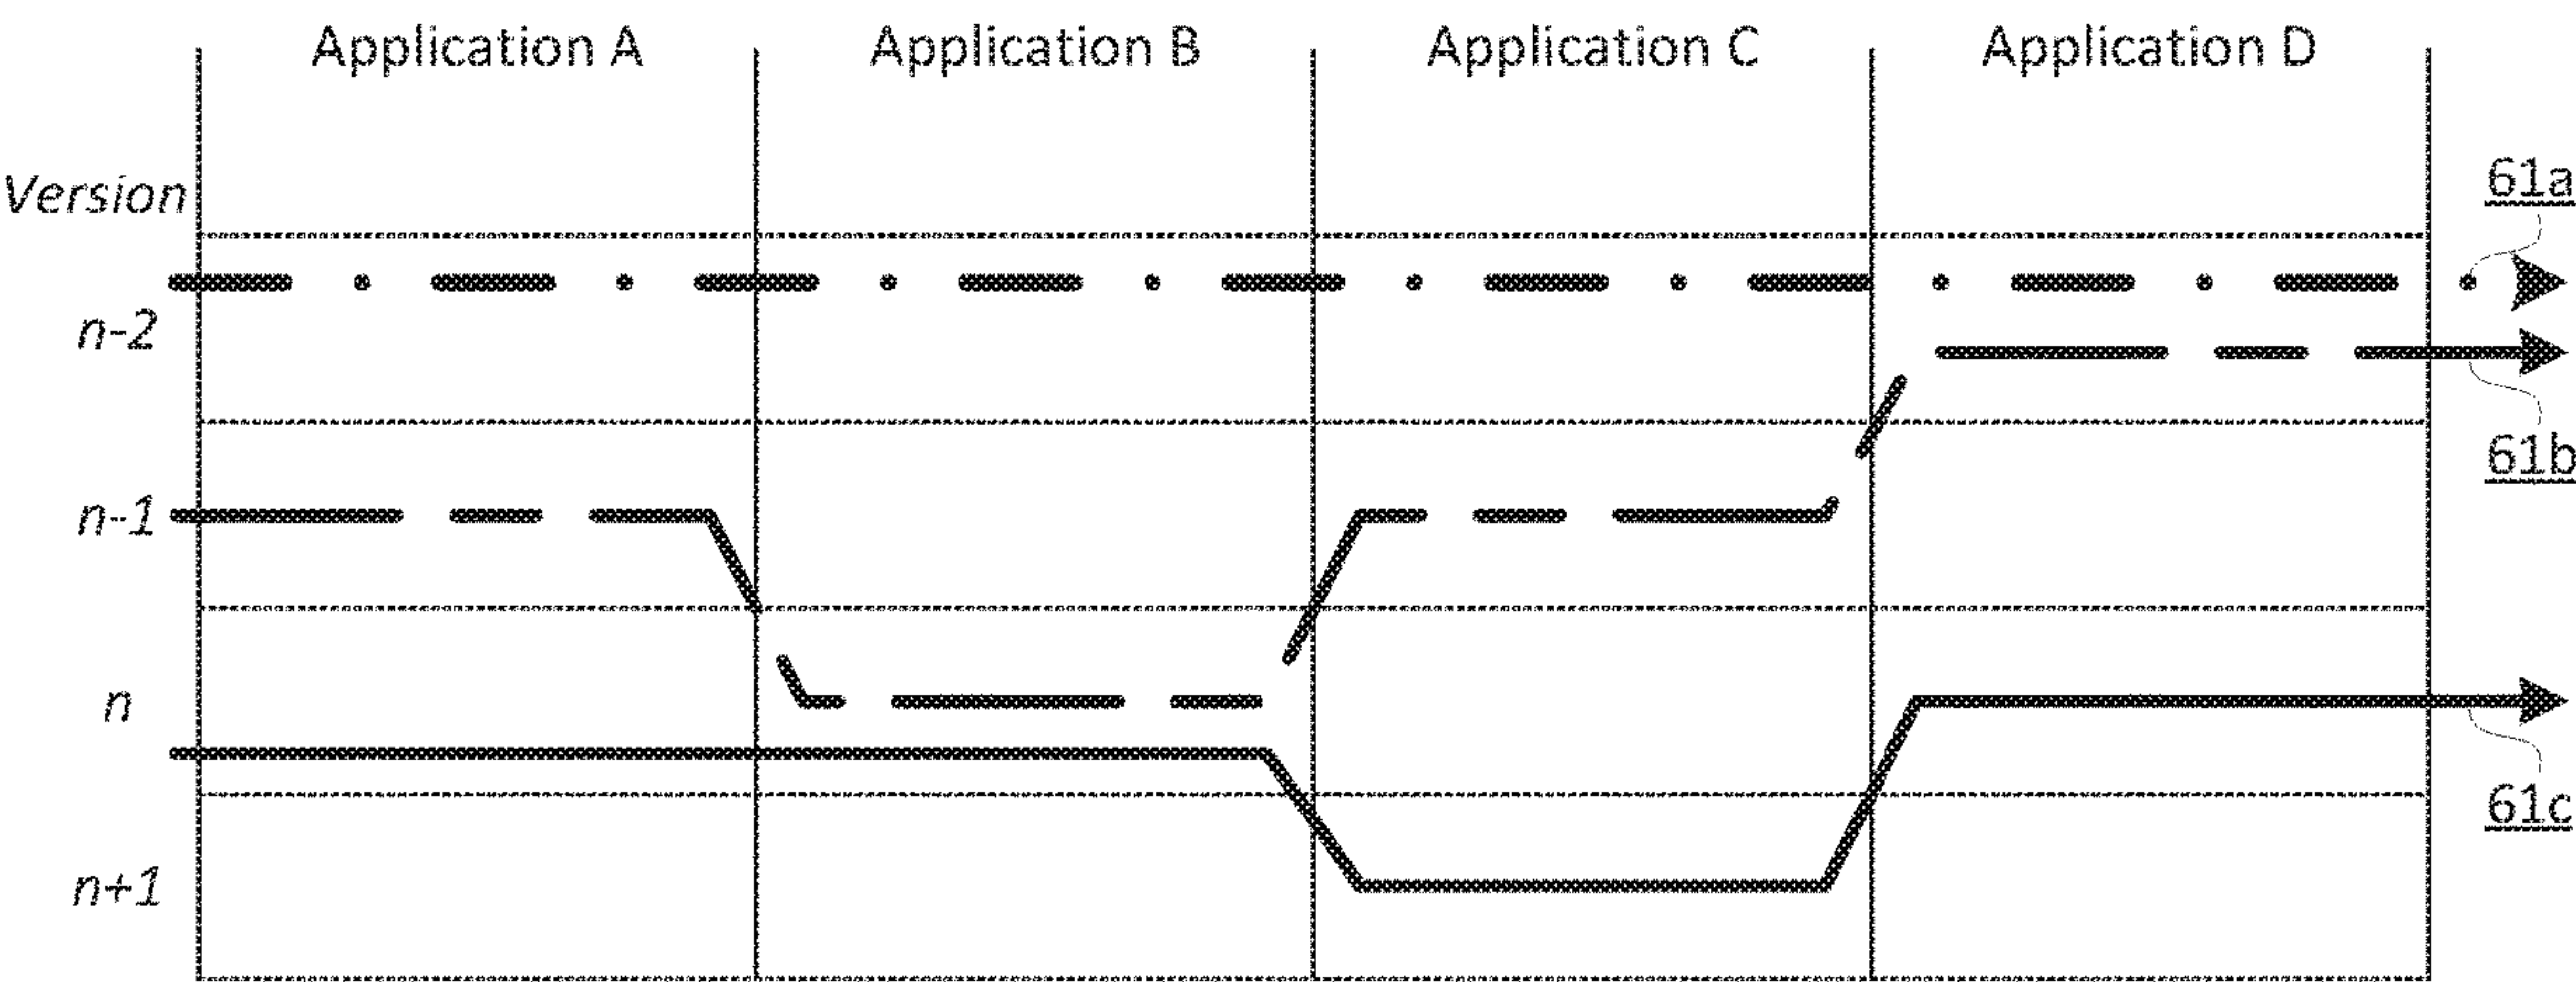 Application A Application B Application C Application D
Version
61a
n-2
61b
n-1
n
61c
n+1